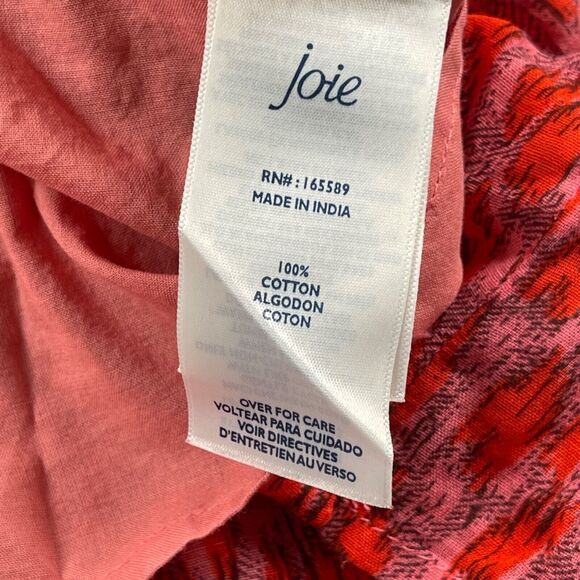 joie
RN#: 165589
MADE IN INDIA
100%
COTTON
ALGODON
COTON
OVER FOR CARE
VOLTEAR PARA CUIDADO
VOIR DIRECTIVES
D'ENTRETIEN AU VERSO